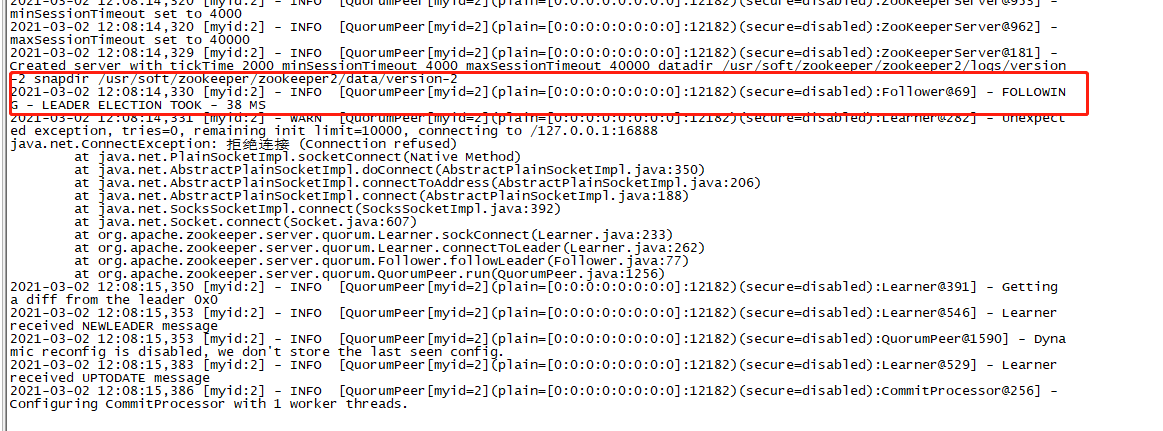 2021-03-02 12:08:14,320 [myid:2] - INFO  [QuorumPeer[myid=2](plain=[0:0:0:0:0:0:0:0]:12182)(secure=disabled):ZooKeeperServer@953] -
minSessionTimeout set to 4000
2021-03-02 12:08:14,320 [myid:2] - INFO  [QuorumPeer[myid=2](plain=[0:0:0:0:0:0:0:0]:12182)(secure=disabled):ZooKeeperServer@962] -
maxSessionTimeout set to 40000
2021-03-02 12:08:14,329 [myid:2] - INFO  [QuorumPeer[myid=2](plain=[0:0:0:0:0:0:0:0]:12182)(secure=disabled):ZooKeeperServer@181] -
Created server with tickTime 2000 minSessionTimeout 4000 maxSessionTimeout 40000 datadir /usr/soft/zookeeper/zookeeper2/logs/version
-2 snapdir /usr/soft/zookeeper/zookeeper2/data/version-2
2021-03-02 12:08:14,330 [myid:2] - INFO  [QuorumPeer[myid=2](plain=[0:0:0:0:0:0:0:0]:12182)(secure=disabled):Follower@69] - FOLLOWIN
G - LEADER ELECTION TOOK - 38 MS
2021-03-02 12:08:14,331 [myid:2] - WARN  [QuorumPeer[myid=2](plain=[0:0:0:0:0:0:0:0]:12182)(secure=disabled):Learner@282] - Unexpect
ed exception, tries=0, remaining init limit=10000, connecting to /127.0.0.1:16888
java.net.ConnectException: 拒绝连接 (Connection refused)
        at java.net.PlainSocketImpl.socketConnect(Native Method)
        at java.net.AbstractPlainSocketImpl.doConnect(AbstractPlainSocketImpl.java:350)
        at java.net.AbstractPlainSocketImpl.connectToAddress(AbstractPlainSocketImpl.java:206)
        at java.net.AbstractPlainSocketImpl.connect(AbstractPlainSocketImpl.java:188)
        at java.net.SocksSocketImpl.connect(SocksSocketImpl.java:392)
        at java.net.Socket.connect(Socket.java:607)
        at org.apache.zookeeper.server.quorum.Learner.sockConnect(Learner.java:233)
        at org.apache.zookeeper.server.quorum.Learner.connectToLeader(Learner.java:262)
        at org.apache.zookeeper.server.quorum.Follower.followLeader(Follower.java:77)
        at org.apache.zookeeper.server.quorum.QuorumPeer.run(QuorumPeer.java:1256)
2021-03-02 12:08:15,350 [myid:2] - INFO  [QuorumPeer[myid=2](plain=[0:0:0:0:0:0:0:0]:12182)(secure=disabled):Learner@391] - Getting
a diff from the leader 0x0
2021-03-02 12:08:15,353 [myid:2] - INFO  [QuorumPeer[myid=2](plain=[0:0:0:0:0:0:0:0]:12182)(secure=disabled):Learner@546] - Learner
received NEWLEADER message
2021-03-02 12:08:15,353 [myid:2] - INFO  [QuorumPeer[myid=2](plain=[0:0:0:0:0:0:0:0]:12182)(secure=disabled):QuorumPeer@1590] - Dyna
mic reconfig is disabled, we don't store the last seen config.
2021-03-02 12:08:15,383 [myid:2] - INFO  [QuorumPeer[myid=2](plain=[0:0:0:0:0:0:0:0]:12182)(secure=disabled):Learner@529] - Learner
received UPTODATE message
2021-03-02 12:08:15,386 [myid:2] - INFO  [QuorumPeer[myid=2](plain=[0:0:0:0:0:0:0:0]:12182)(secure=disabled):CommitProcessor@256] -
Configuring CommitProcessor with 1 worker threads.